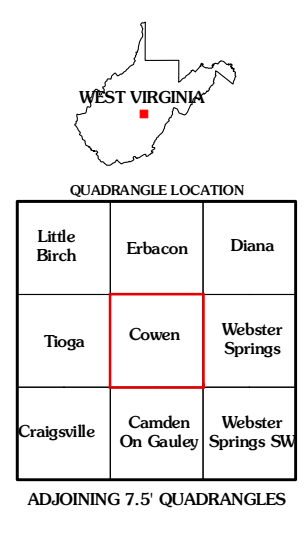 WEST VIRGINIA
QUADRANGLE LOCATION
Little
Birch
Erbacon
Diana
Tioga
Cowen
Webster
Springs
Craigsville
Camden
On Gauley
Webster
Springs SW
ADJOINING 7.5' QUADRANGLES